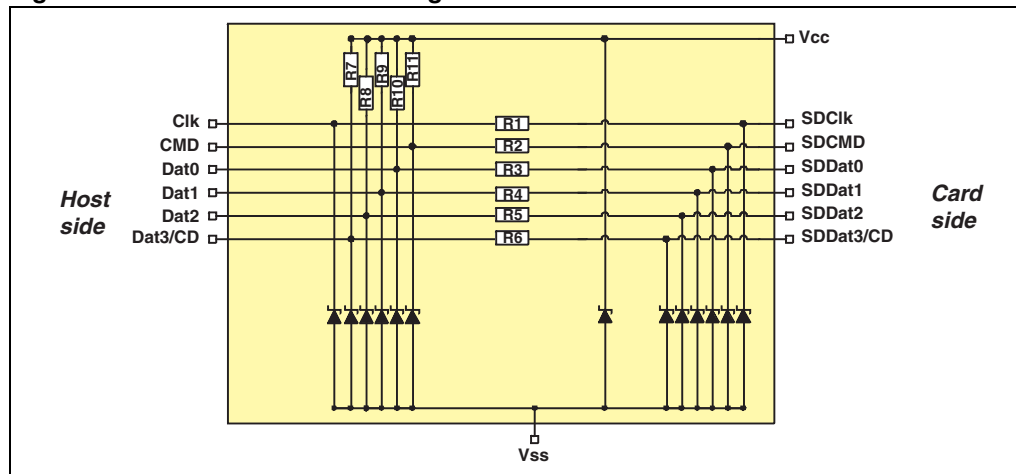 Vcc
R7
R8
R9
R10
R11
Clk R1 SDClk
CMD R2 SDCMD
Dat0 R3 SDDat0
Dat1 R4 SDDat1
Dat2 R5 SDDat2
Dat3/CD R6 SDDat3/CD
Host
side
Card
side
Vss